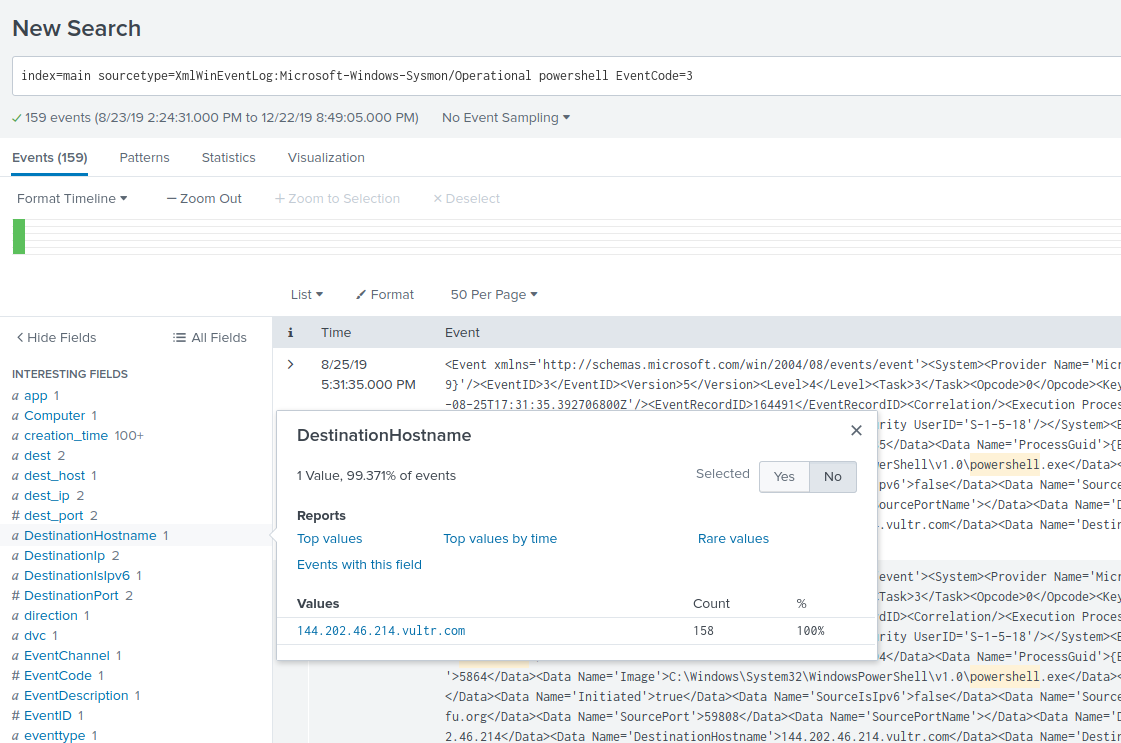 New Search
index=main sourcetype=XmlWinEventLog:Microsoft-Windows-Sysmon/Operational powershell EventCode=3
159 events (8/23/19 2:24:31.000 PM to 12/22/19 8:49:05.000 PM) No Event Sampling
Events (159) Patterns Statistics Visualization
Format Timeline — Zoom Out + Zoom to Selection × Deselect
List Format 50 Per Page
< Hide Fields All Fields
i Time Event
INTERESTING FIELDS
a app 1
a Computer 1
a creation_time 100+
a dest 2
a dest_host 1
a dest_ip 2
# dest_port 2
a DestinationHostname 1
a DestinationIp 2
a DestinationIsIpv6 1
# DestinationPort 2
a direction 1
a dvc 1
a EventChannel 1
# EventCode 1
a EventDescription 1
# EventID 1
a eventtype 1
> 8/25/19
5:31:35.000 PM
<Event xmlns='http://schemas.microsoft.com/win/2004/08/events/event'><System><Provider Name='Micr
9}'/><EventID>3</EventID><Version>5</Version><Level>4</Level><Task>3</Task><Opcode>0</Opcode><Key
-08-25T17:31:35.392706800Z'/><EventRecordID>164491</EventRecordID><Correlation/><Execution Proces
rity UserID='S-1-5-18'/></System><E
5</Data><Data Name='ProcessGuid'>{E
erShell\v1.0\powershell.exe</Data><
pv6'>false</Data><Data Name='Source
ourcePortName'></Data><Data Name='D
.vultr.com</Data><Data Name='Destin
DestinationHostname ×
1 Value, 99.371% of events Selected Yes No
Reports
Top values Top values by time Rare values
Events with this field
Values Count %
144.202.46.214.vultr.com 158 100%
event'><System><Provider Name='Micr
Task>3</Task><Opcode>0</Opcode><Key
dID><Correlation/><Execution Proces
rity UserID='S-1-5-18'/></System><E
4</Data><Data Name='ProcessGuid'>{E
'>5864</Data><Data Name='Image'>C:\Windows\System32\WindowsPowerShell\v1.0\powershell.exe</Data><
</Data><Data Name='Initiated'>true</Data><Data Name='SourceIsIpv6'>false</Data><Data Name='Source
fu.org</Data><Data Name='SourcePort'>59808</Data><Data Name='SourcePortName'></Data><Data Name='D
2.46.214</Data><Data Name='DestinationHostname'>144.202.46.214.vultr.com</Data><Data Name='Destin